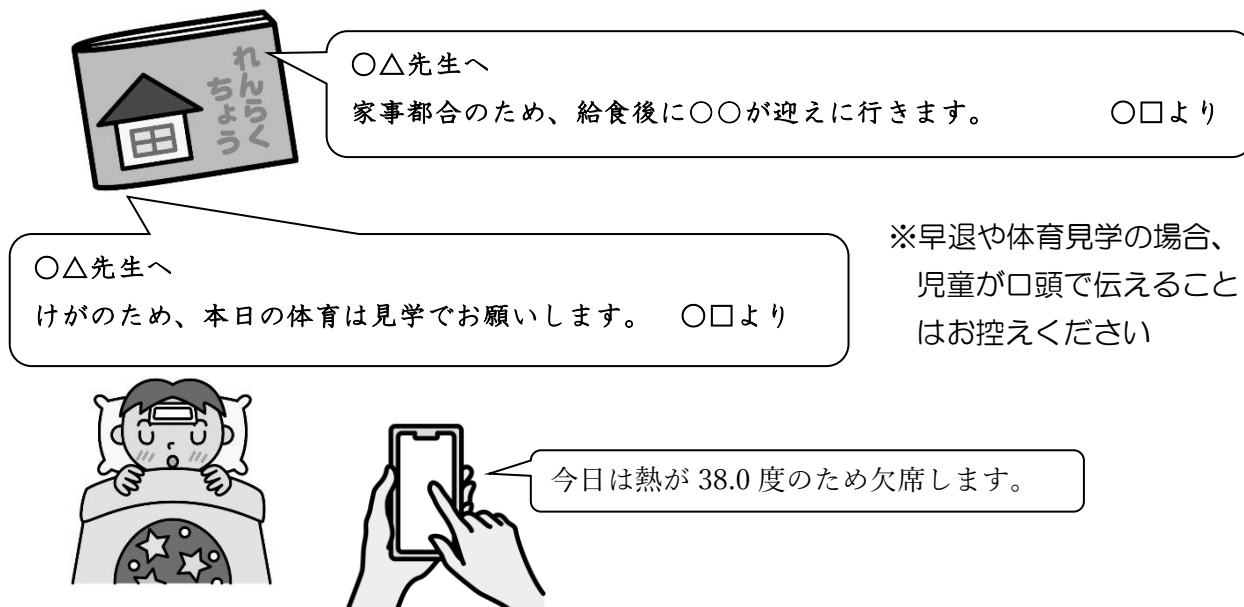 れんらく
ちょう
○△先生へ
家事都合のため、給食後に○○が迎えに行きます。 ○□より
○△先生へ
けがのため、本日の体育は見学でお願いします。 ○□より
※早退や体育見学の場合、
児童が口頭で伝えること
はお控えください
今日は熱が 38.0 度のため欠席します。